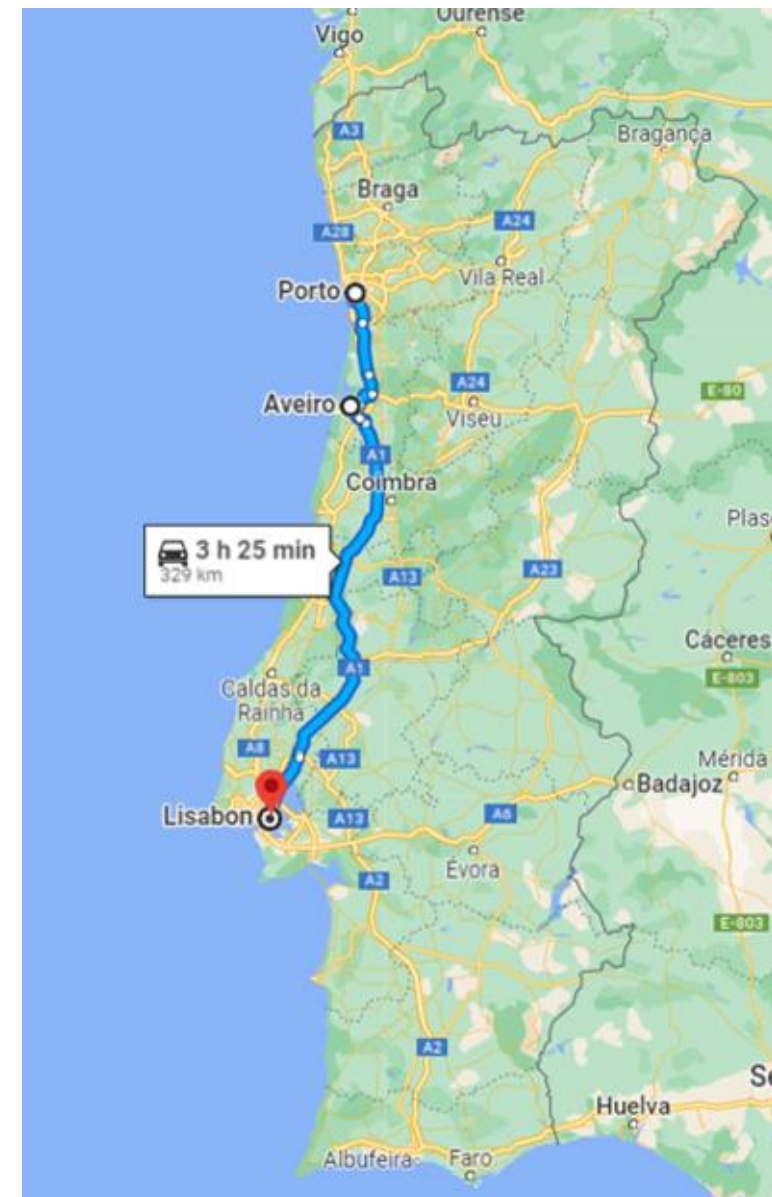 Ourense
Vigo
A3
Bragança
Braga
A28
A24
Vila Real
Porto
A24
E-80
Aveiro
Viseu
A1
Coimbra
Plas
3 h 25 min
329 km
A13
A23
Cáceres
A1
E-803
Caldas da
Rainha
A8
A13
Mérida
Badajoz
Lisabon
A13
A6
Évora
A2
E-803
A2
Se
Huelva
Albufeira
Faro